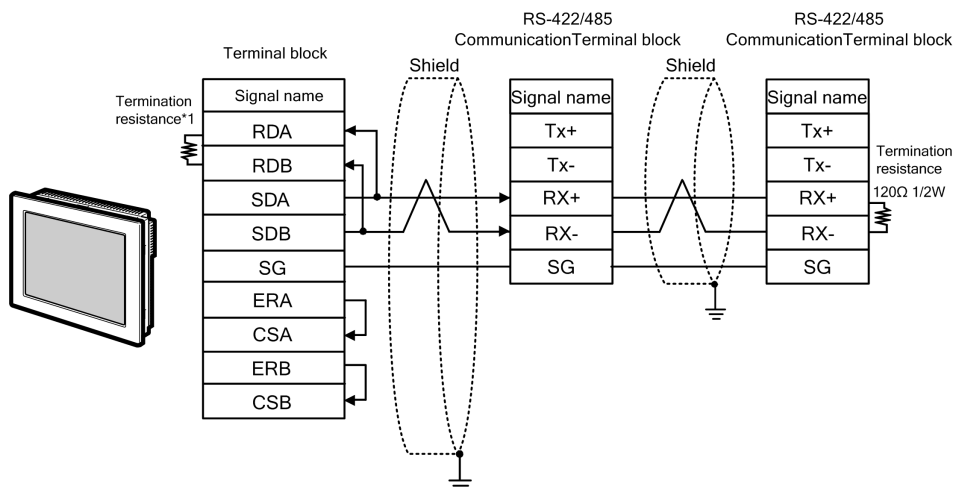 RS-422/485
CommunicationTerminal block
RS-422/485
CommunicationTerminal block
Terminal block
Shield
Shield
Termination
resistance*1
Signal name
RDA
RDB
SDA
SDB
SG
ERA
CSA
ERB
CSB
Signal name
Tx+
Tx-
RX+
RX-
SG
Signal name
Tx+
Tx-
RX+
RX-
SG
Termination
resistance
120Ω 1/2W